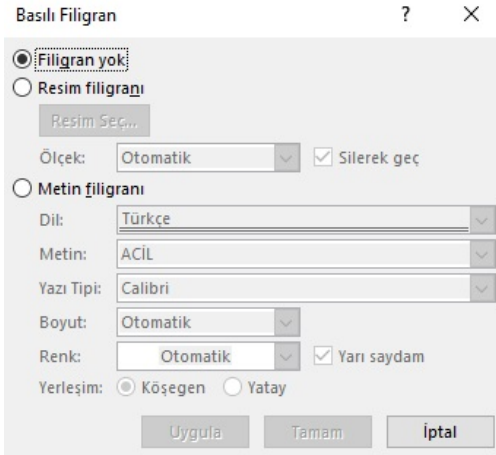 Basılı Filigran ? ×
Filigran yok
Resim filigranı
Resim Seç...
Ölçek: Otomatik Silerek geç
Metin filigranı
Dil: Türkçe
Metin: ACİL
Yazı Tipi: Calibri
Boyut: Otomatik
Renk: Otomatik Yarı saydam
Yerleşim: Köşegen Yatay
Uygula Tamam İptal